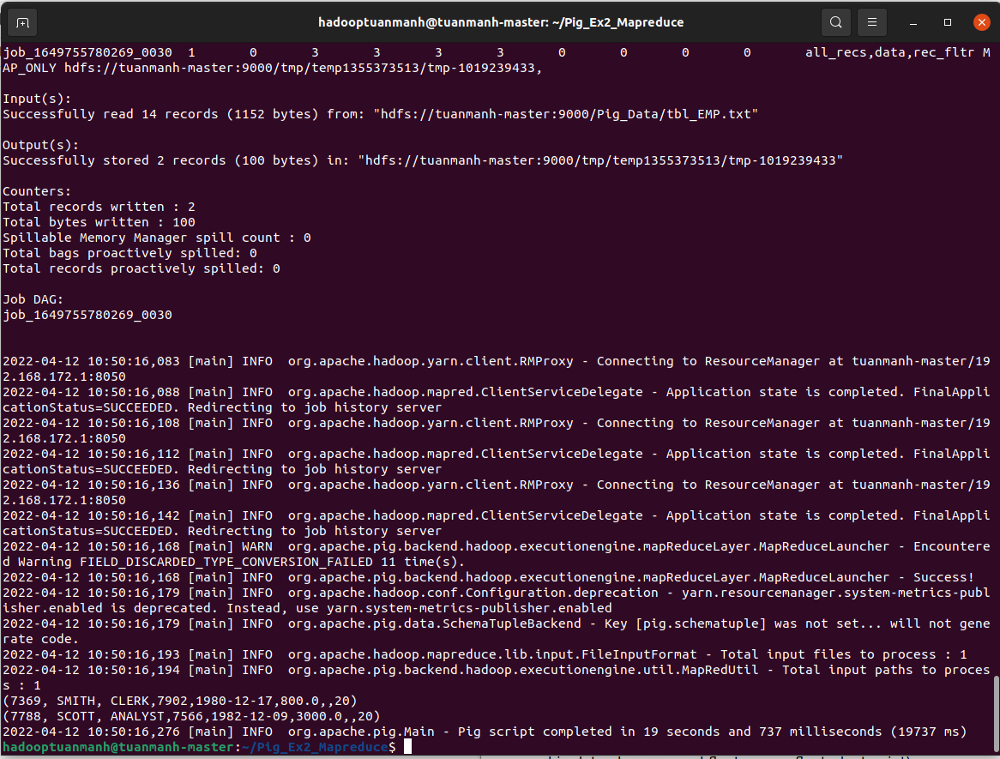 hadooptuanmanh@tuanmanh-master: ~/Pig_Ex2_Mapreduce
job_1649755780269_0030  1       0       3       3       3       3       0       0       0       0       all_recs,data,rec_fltr M
AP_ONLY hdfs://tuanmanh-master:9000/tmp/temp1355373513/tmp-1019239433,
Input(s):
Successfully read 14 records (1152 bytes) from: "hdfs://tuanmanh-master:9000/Pig_Data/tbl_EMP.txt"
Output(s):
Successfully stored 2 records (100 bytes) in: "hdfs://tuanmanh-master:9000/tmp/temp1355373513/tmp-1019239433"
Counters:
Total records written : 2
Total bytes written : 100
Spillable Memory Manager spill count : 0
Total bags proactively spilled: 0
Total records proactively spilled: 0
Job DAG:
job_1649755780269_0030
2022-04-12 10:50:16,083 [main] INFO  org.apache.hadoop.yarn.client.RMProxy - Connecting to ResourceManager at tuanmanh-master/19
2.168.172.1:8050
2022-04-12 10:50:16,088 [main] INFO  org.apache.hadoop.mapred.ClientServiceDelegate - Application state is completed. FinalAppli
cationStatus=SUCCEEDED. Redirecting to job history server
2022-04-12 10:50:16,108 [main] INFO  org.apache.hadoop.yarn.client.RMProxy - Connecting to ResourceManager at tuanmanh-master/19
2.168.172.1:8050
2022-04-12 10:50:16,112 [main] INFO  org.apache.hadoop.mapred.ClientServiceDelegate - Application state is completed. FinalAppli
cationStatus=SUCCEEDED. Redirecting to job history server
2022-04-12 10:50:16,136 [main] INFO  org.apache.hadoop.yarn.client.RMProxy - Connecting to ResourceManager at tuanmanh-master/19
2.168.172.1:8050
2022-04-12 10:50:16,142 [main] INFO  org.apache.hadoop.mapred.ClientServiceDelegate - Application state is completed. FinalAppli
cationStatus=SUCCEEDED. Redirecting to job history server
2022-04-12 10:50:16,168 [main] WARN  org.apache.pig.backend.hadoop.executionengine.mapReduceLayer.MapReduceLauncher - Encountere
d Warning FIELD_DISCARDED_TYPE_CONVERSION_FAILED 11 time(s).
2022-04-12 10:50:16,168 [main] INFO  org.apache.pig.backend.hadoop.executionengine.mapReduceLayer.MapReduceLauncher - Success!
2022-04-12 10:50:16,179 [main] INFO  org.apache.hadoop.conf.Configuration.deprecation - yarn.resourcemanager.system-metrics-publ
isher.enabled is deprecated. Instead, use yarn.system-metrics-publisher.enabled
2022-04-12 10:50:16,179 [main] INFO  org.apache.pig.data.SchemaTupleBackend - Key [pig.schematuple] was not set... will not gene
rate code.
2022-04-12 10:50:16,193 [main] INFO  org.apache.hadoop.mapreduce.lib.input.FileInputFormat - Total input files to process : 1
2022-04-12 10:50:16,194 [main] INFO  org.apache.pig.backend.hadoop.executionengine.util.MapRedUtil - Total input paths to proces
s : 1
(7369, SMITH, CLERK,7902,1980-12-17,800.0,,20)
(7788, SCOTT, ANALYST,7566,1982-12-09,3000.0,,20)
2022-04-12 10:50:16,276 [main] INFO  org.apache.pig.Main - Pig script completed in 19 seconds and 737 milliseconds (19737 ms)
hadooptuanmanh@tuanmanh-master:~/Pig_Ex2_Mapreduce$